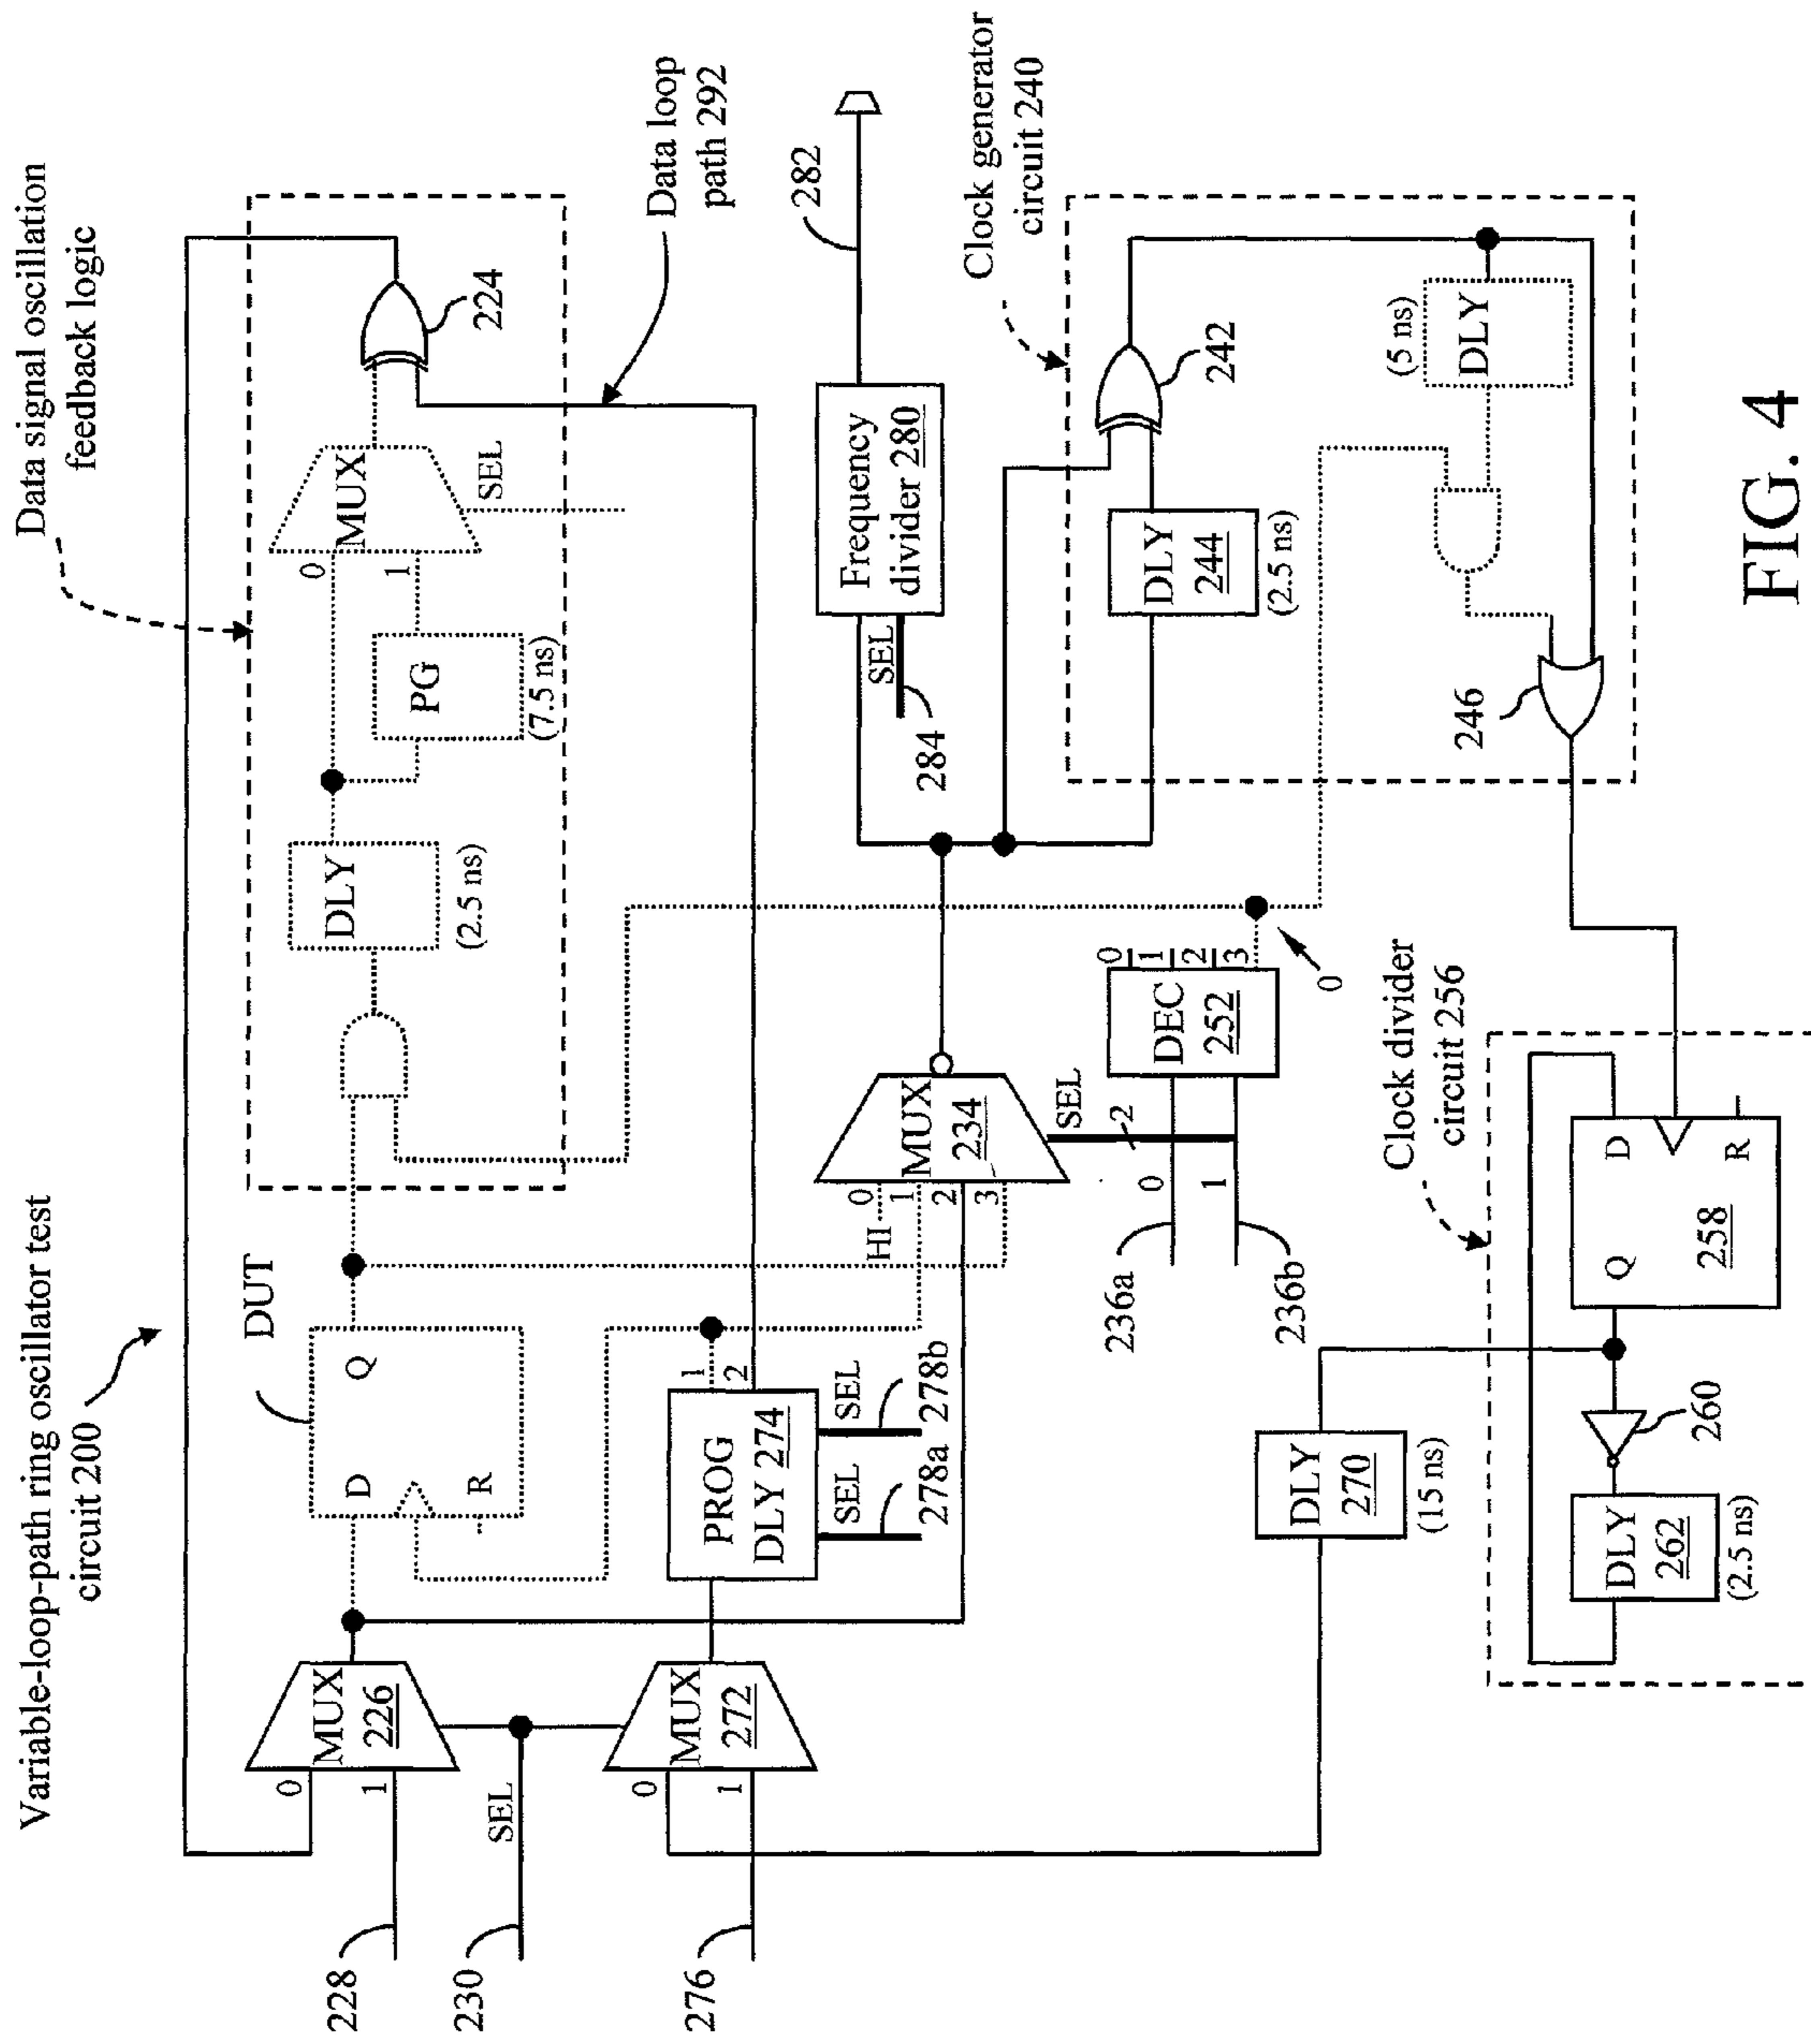 Variable-loop-path ring oscillator test
circuit 200
Data signal oscillation
feedback logic
DUT
D
Q
R
DLY
(2.5 ns)
PG
(7.5 ns)
0
1
MUX
SEL
224
Data loop
path 292
228
230
276
0
1
MUX
226
SEL
0
1
MUX
272
PROG
DLY 274
1
2
SEL
278a
SEL
278b
HI
0
1
2
3
MUX
234
SEL
2
236a
236b
0
1
DEC
252
0
1
2
3
0
Frequency
divider 280
SEL
284
282
Clock generator
circuit 240
242
DLY
244
(2.5 ns)
(5 ns)
DLY
246
DLY
270
(15 ns)
Clock divider
circuit 256
D
Q
R
258
260
DLY
262
(2.5 ns)
FIG. 4